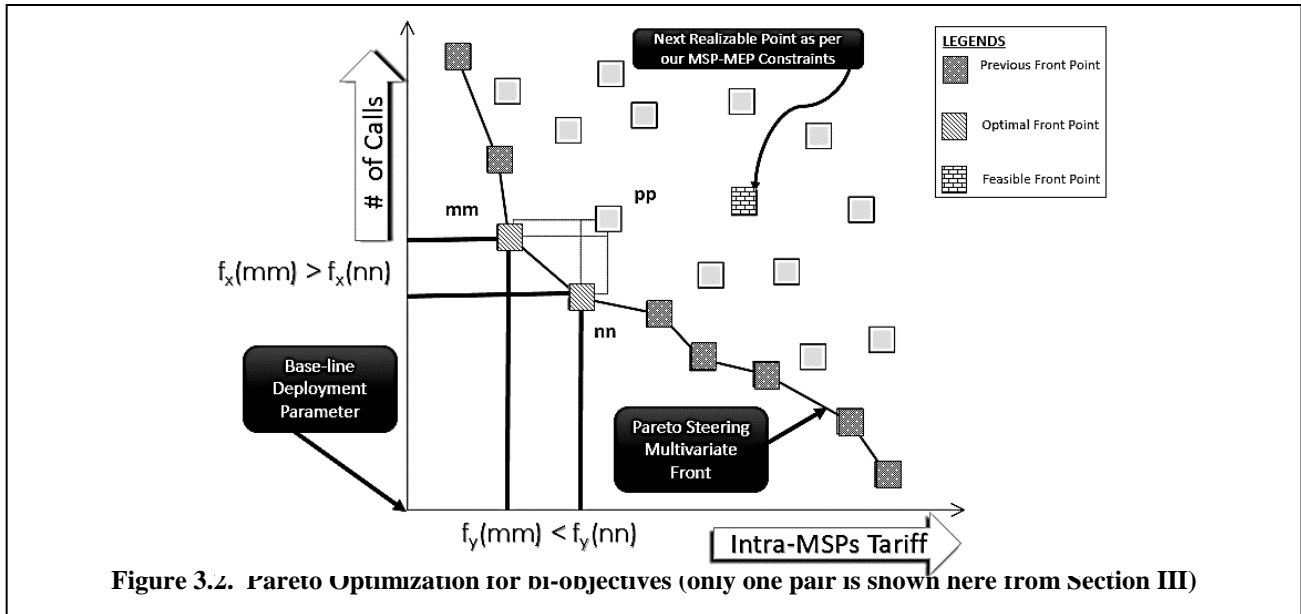 Next Realizable Point as per
our MSP-MEP Constraints
LEGENDS
Previous Front Point
Optimal Front Point
Feasible Front Point
# of Calls
mm
pp
nn
fx(mm) > fx(nn)
Base-line
Deployment
Parameter
Pareto Steering
Multivariate
Front
fy(mm) < fy(nn)
Intra-MSPs Tariff
Figure 3.2. Pareto Optimization for bi-objectives (only one pair is shown here from Section III)